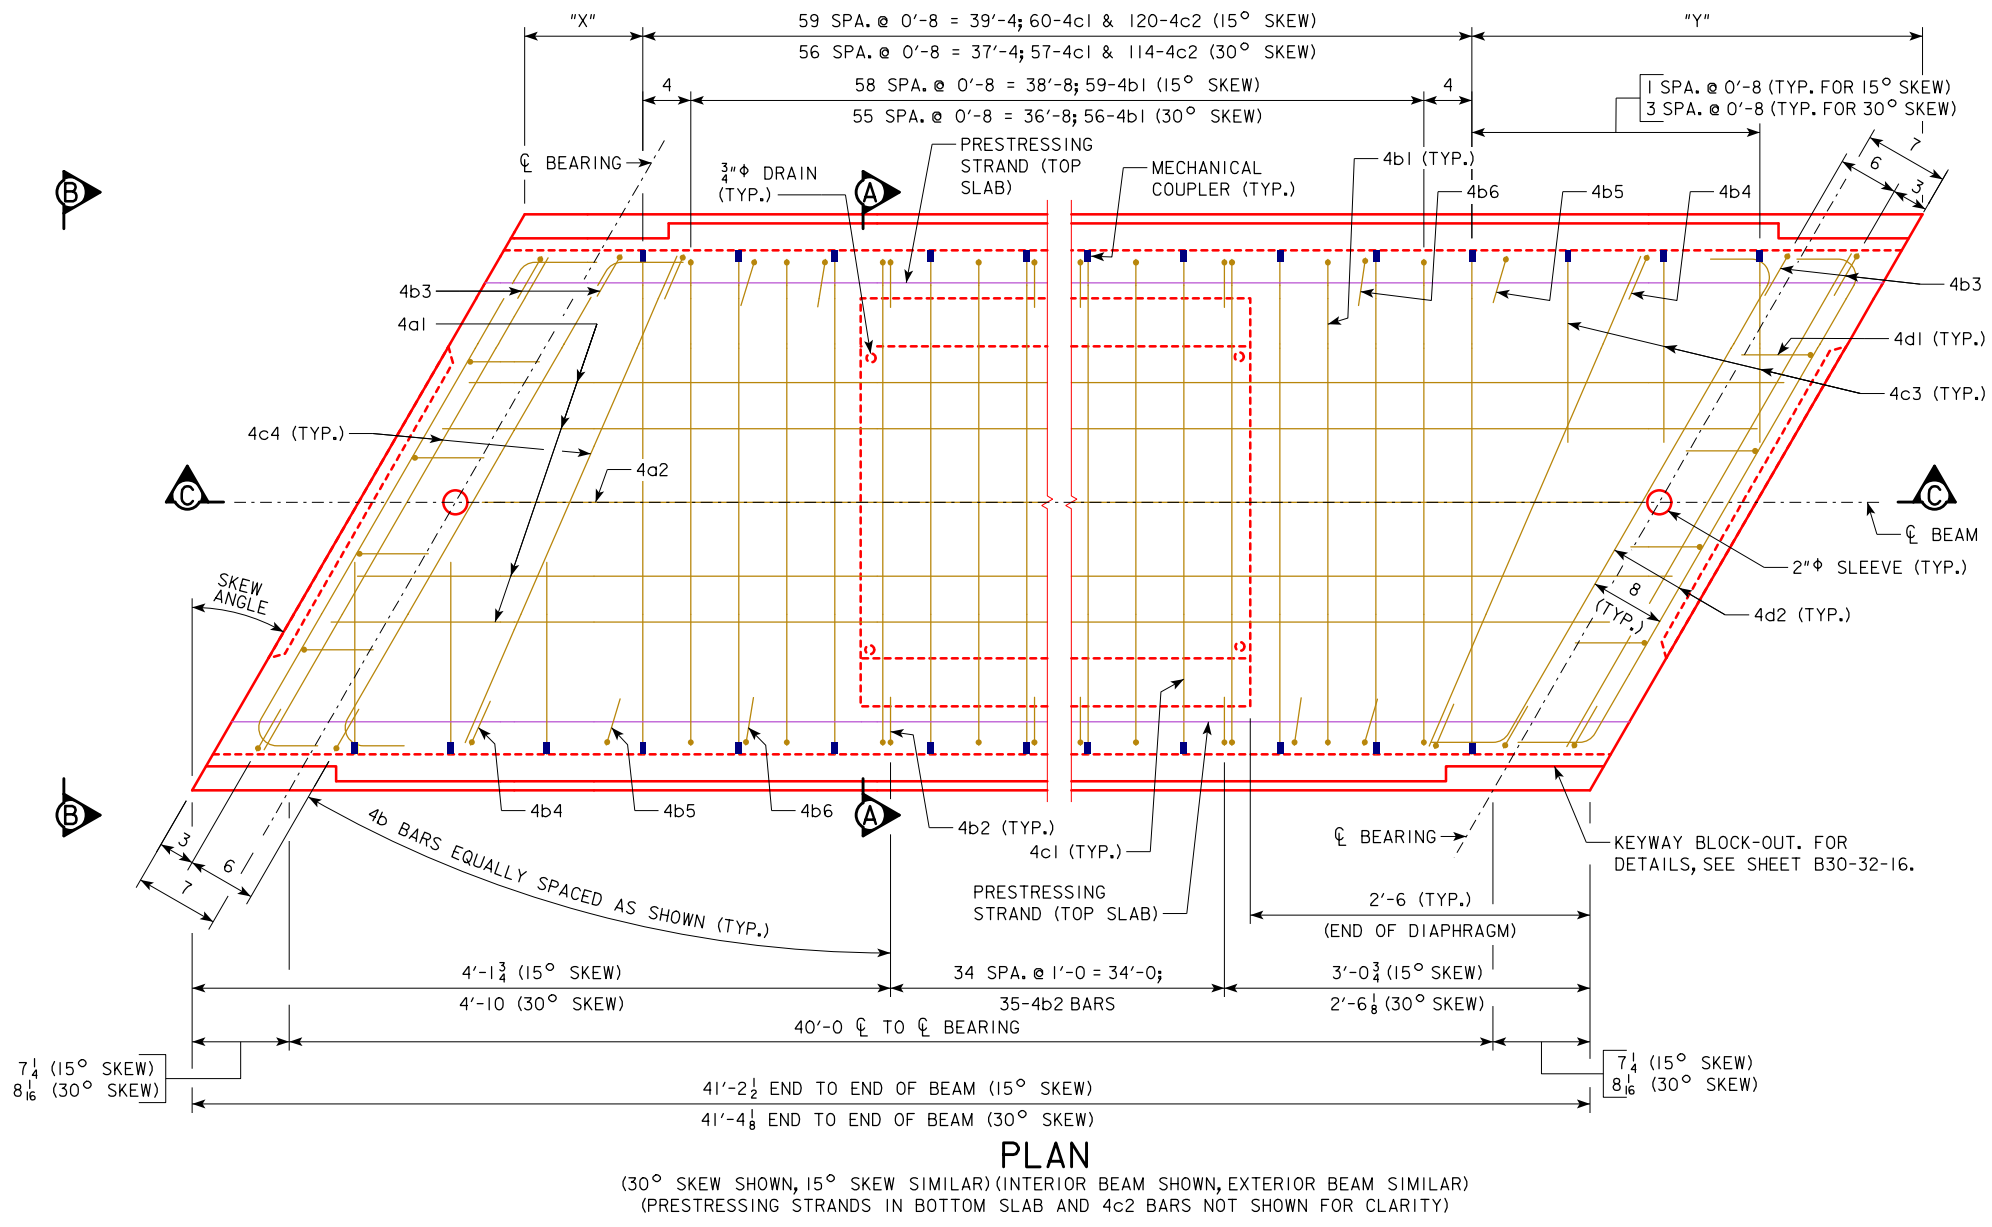 "X"
59 SPA. @ 0'-8 = 39'-4; 60-4c1 & 120-4c2 (15° SKEW)
"Y"
56 SPA. @ 0'-8 = 37'-4; 57-4c1 & 114-4c2 (30° SKEW)
4
58 SPA. @ 0'-8 = 38'-8; 59-4b1 (15° SKEW)
4
1 SPA. @ 0'-8 (TYP. FOR 15° SKEW)
3 SPA. @ 0'-8 (TYP. FOR 30° SKEW)
55 SPA. @ 0'-8 = 36'-8; 56-4b1 (30° SKEW)
℄ BEARING
3/4"Φ DRAIN
(TYP.)
PRESTRESSING
STRAND (TOP
SLAB)
MECHANICAL
COUPLER (TYP.)
4b1 (TYP.)
4b6
4b5
4b4
7
6
3
B
A
4b3
4a1
4b3
4d1 (TYP.)
4c3 (TYP.)
4c4 (TYP.)
4a2
C
C
℄ BEAM
2"Φ SLEEVE (TYP.)
SKEW
ANGLE
8
(TYP.)
4d2 (TYP.)
B
4b4
4b5
4b6
A
4b2 (TYP.)
4c1 (TYP.)
℄ BEARING
KEYWAY BLOCK-OUT. FOR
DETAILS, SEE SHEET B30-32-16.
3
6
7
4b BARS EQUALLY SPACED AS SHOWN (TYP.)
PRESTRESSING
STRAND (TOP SLAB)
2'-6 (TYP.)
(END OF DIAPHRAGM)
4'-1 3/4 (15° SKEW)
34 SPA. @ 1'-0 = 34'-0;
3'-0 3/4 (15° SKEW)
4'-10 (30° SKEW)
35-4b2 BARS
2'-6 1/8 (30° SKEW)
40'-0 ℄ TO ℄ BEARING
7 1/4 (15° SKEW)
8 1/16 (30° SKEW)
7 1/4 (15° SKEW)
8 1/16 (30° SKEW)
41'-2 1/2 END TO END OF BEAM (15° SKEW)
41'-4 1/8 END TO END OF BEAM (30° SKEW)
PLAN
(30° SKEW SHOWN, 15° SKEW SIMILAR) (INTERIOR BEAM SHOWN, EXTERIOR BEAM SIMILAR)
(PRESTRESSING STRANDS IN BOTTOM SLAB AND 4c2 BARS NOT SHOWN FOR CLARITY)